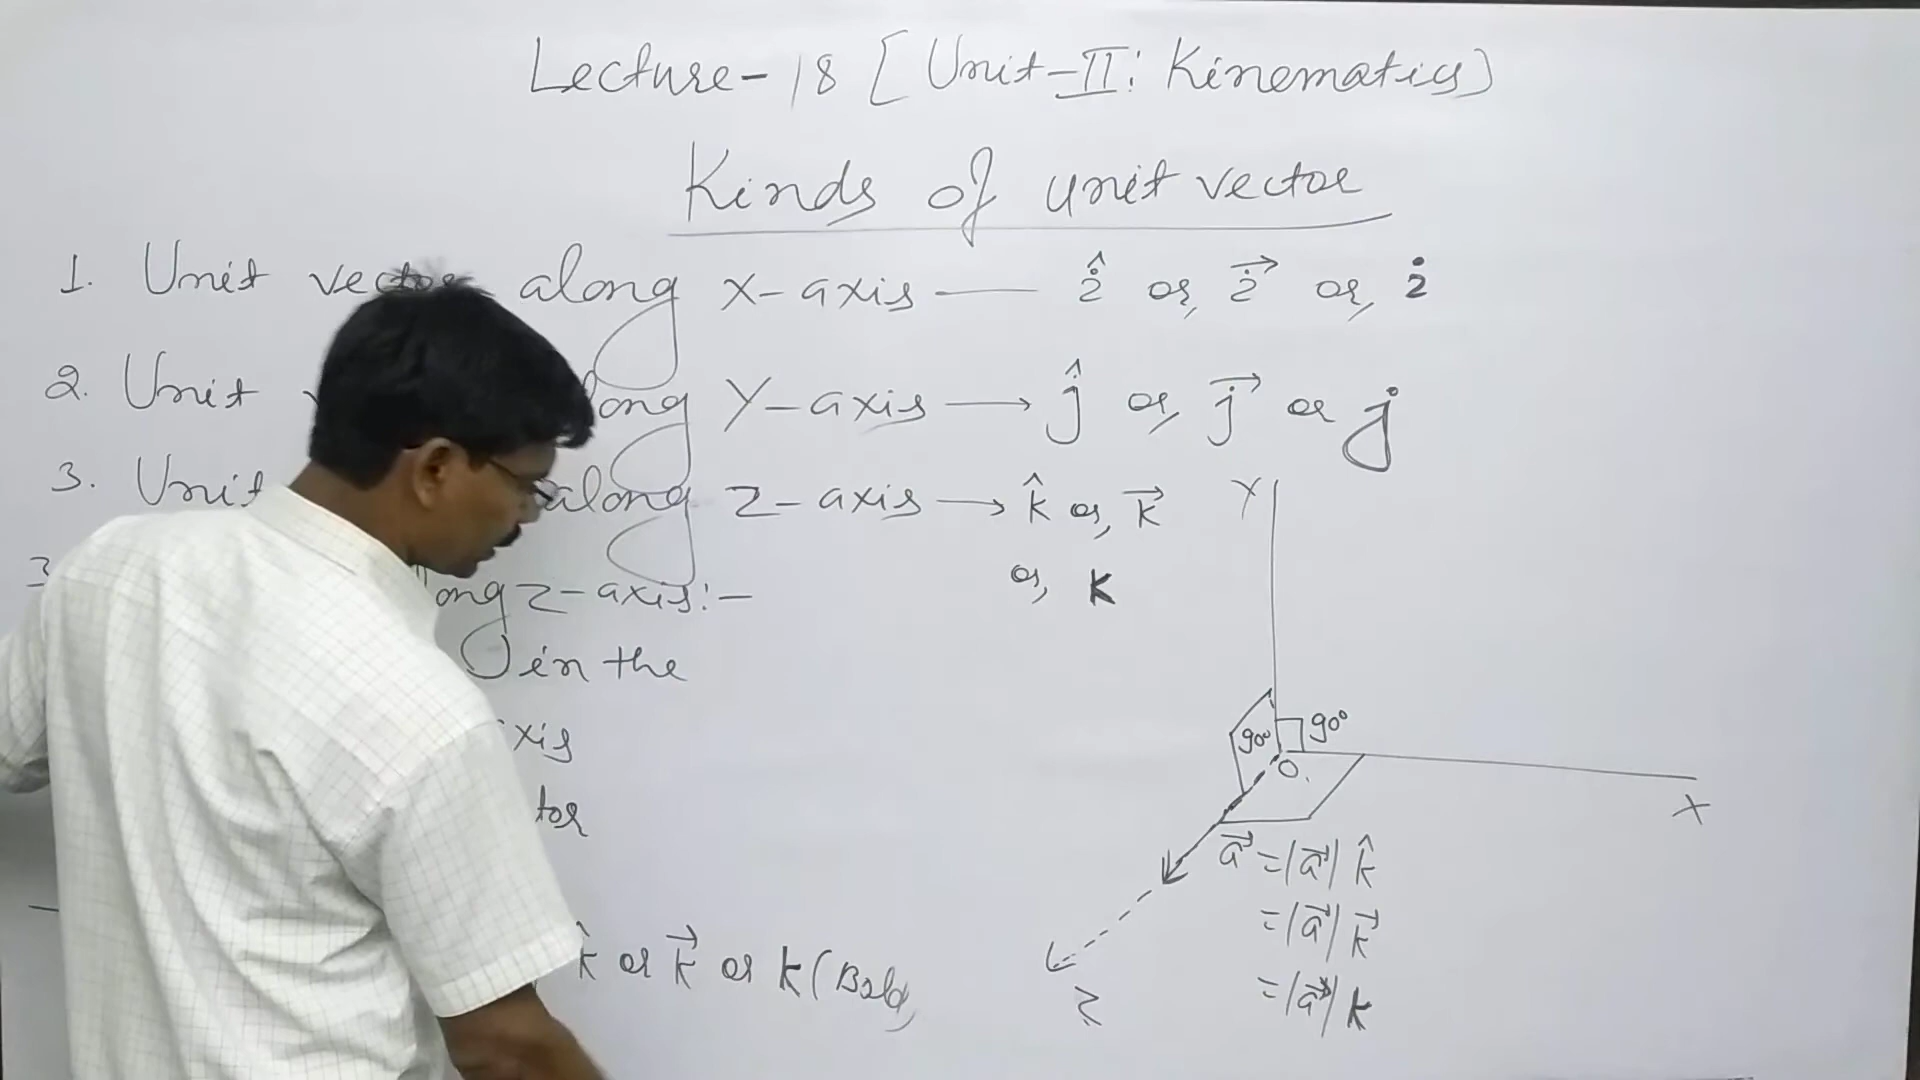 Lecture-18 [Unit-II: Kinematics)
Kinds of unit vector
1. Unit vector along X-axis — î or, i⃗ or, i
2. Unit along Y-axis → ĵ or, j⃗ or j
3. Unit along Z-axis → k̂ or, k⃗
or, k
3 ong Z-axis:-
in the
xis
tor
k̂ or k⃗ or k (Bold)
Y
90° 90°
O
X
a⃗ = |a⃗| k̂
= |a⃗| k⃗
= |a⃗| k
Z